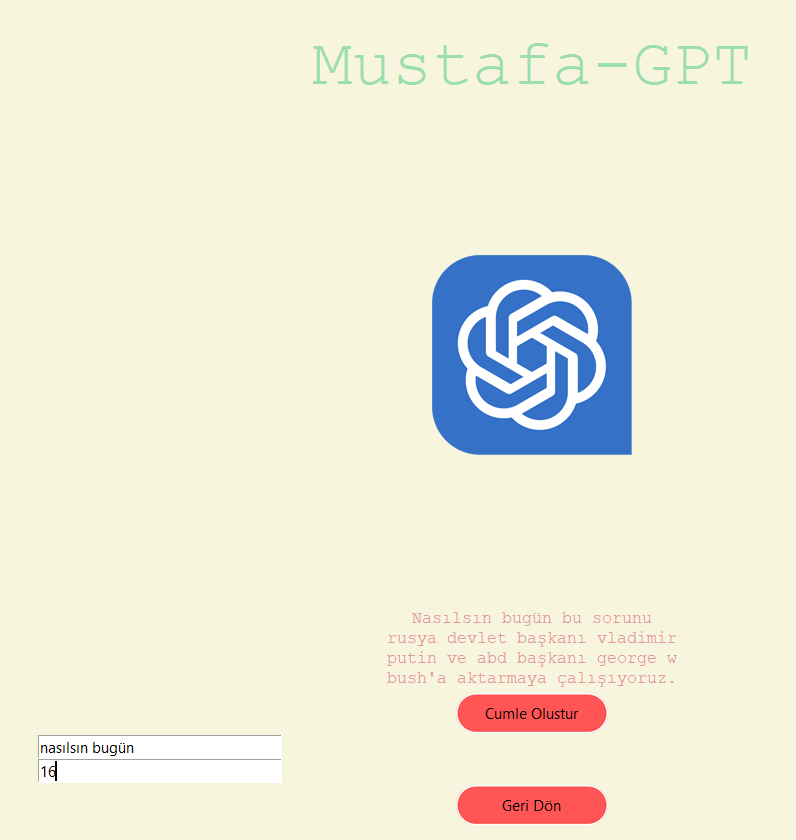 Mustafa-GPT
Nasılsın bugün bu sorunu
rusya devlet başkanı vladimir
putin ve abd başkanı george w
bush'a aktarmaya çalışıyoruz.
Cumle Olustur
nasılsın bugün
16
Geri Dön